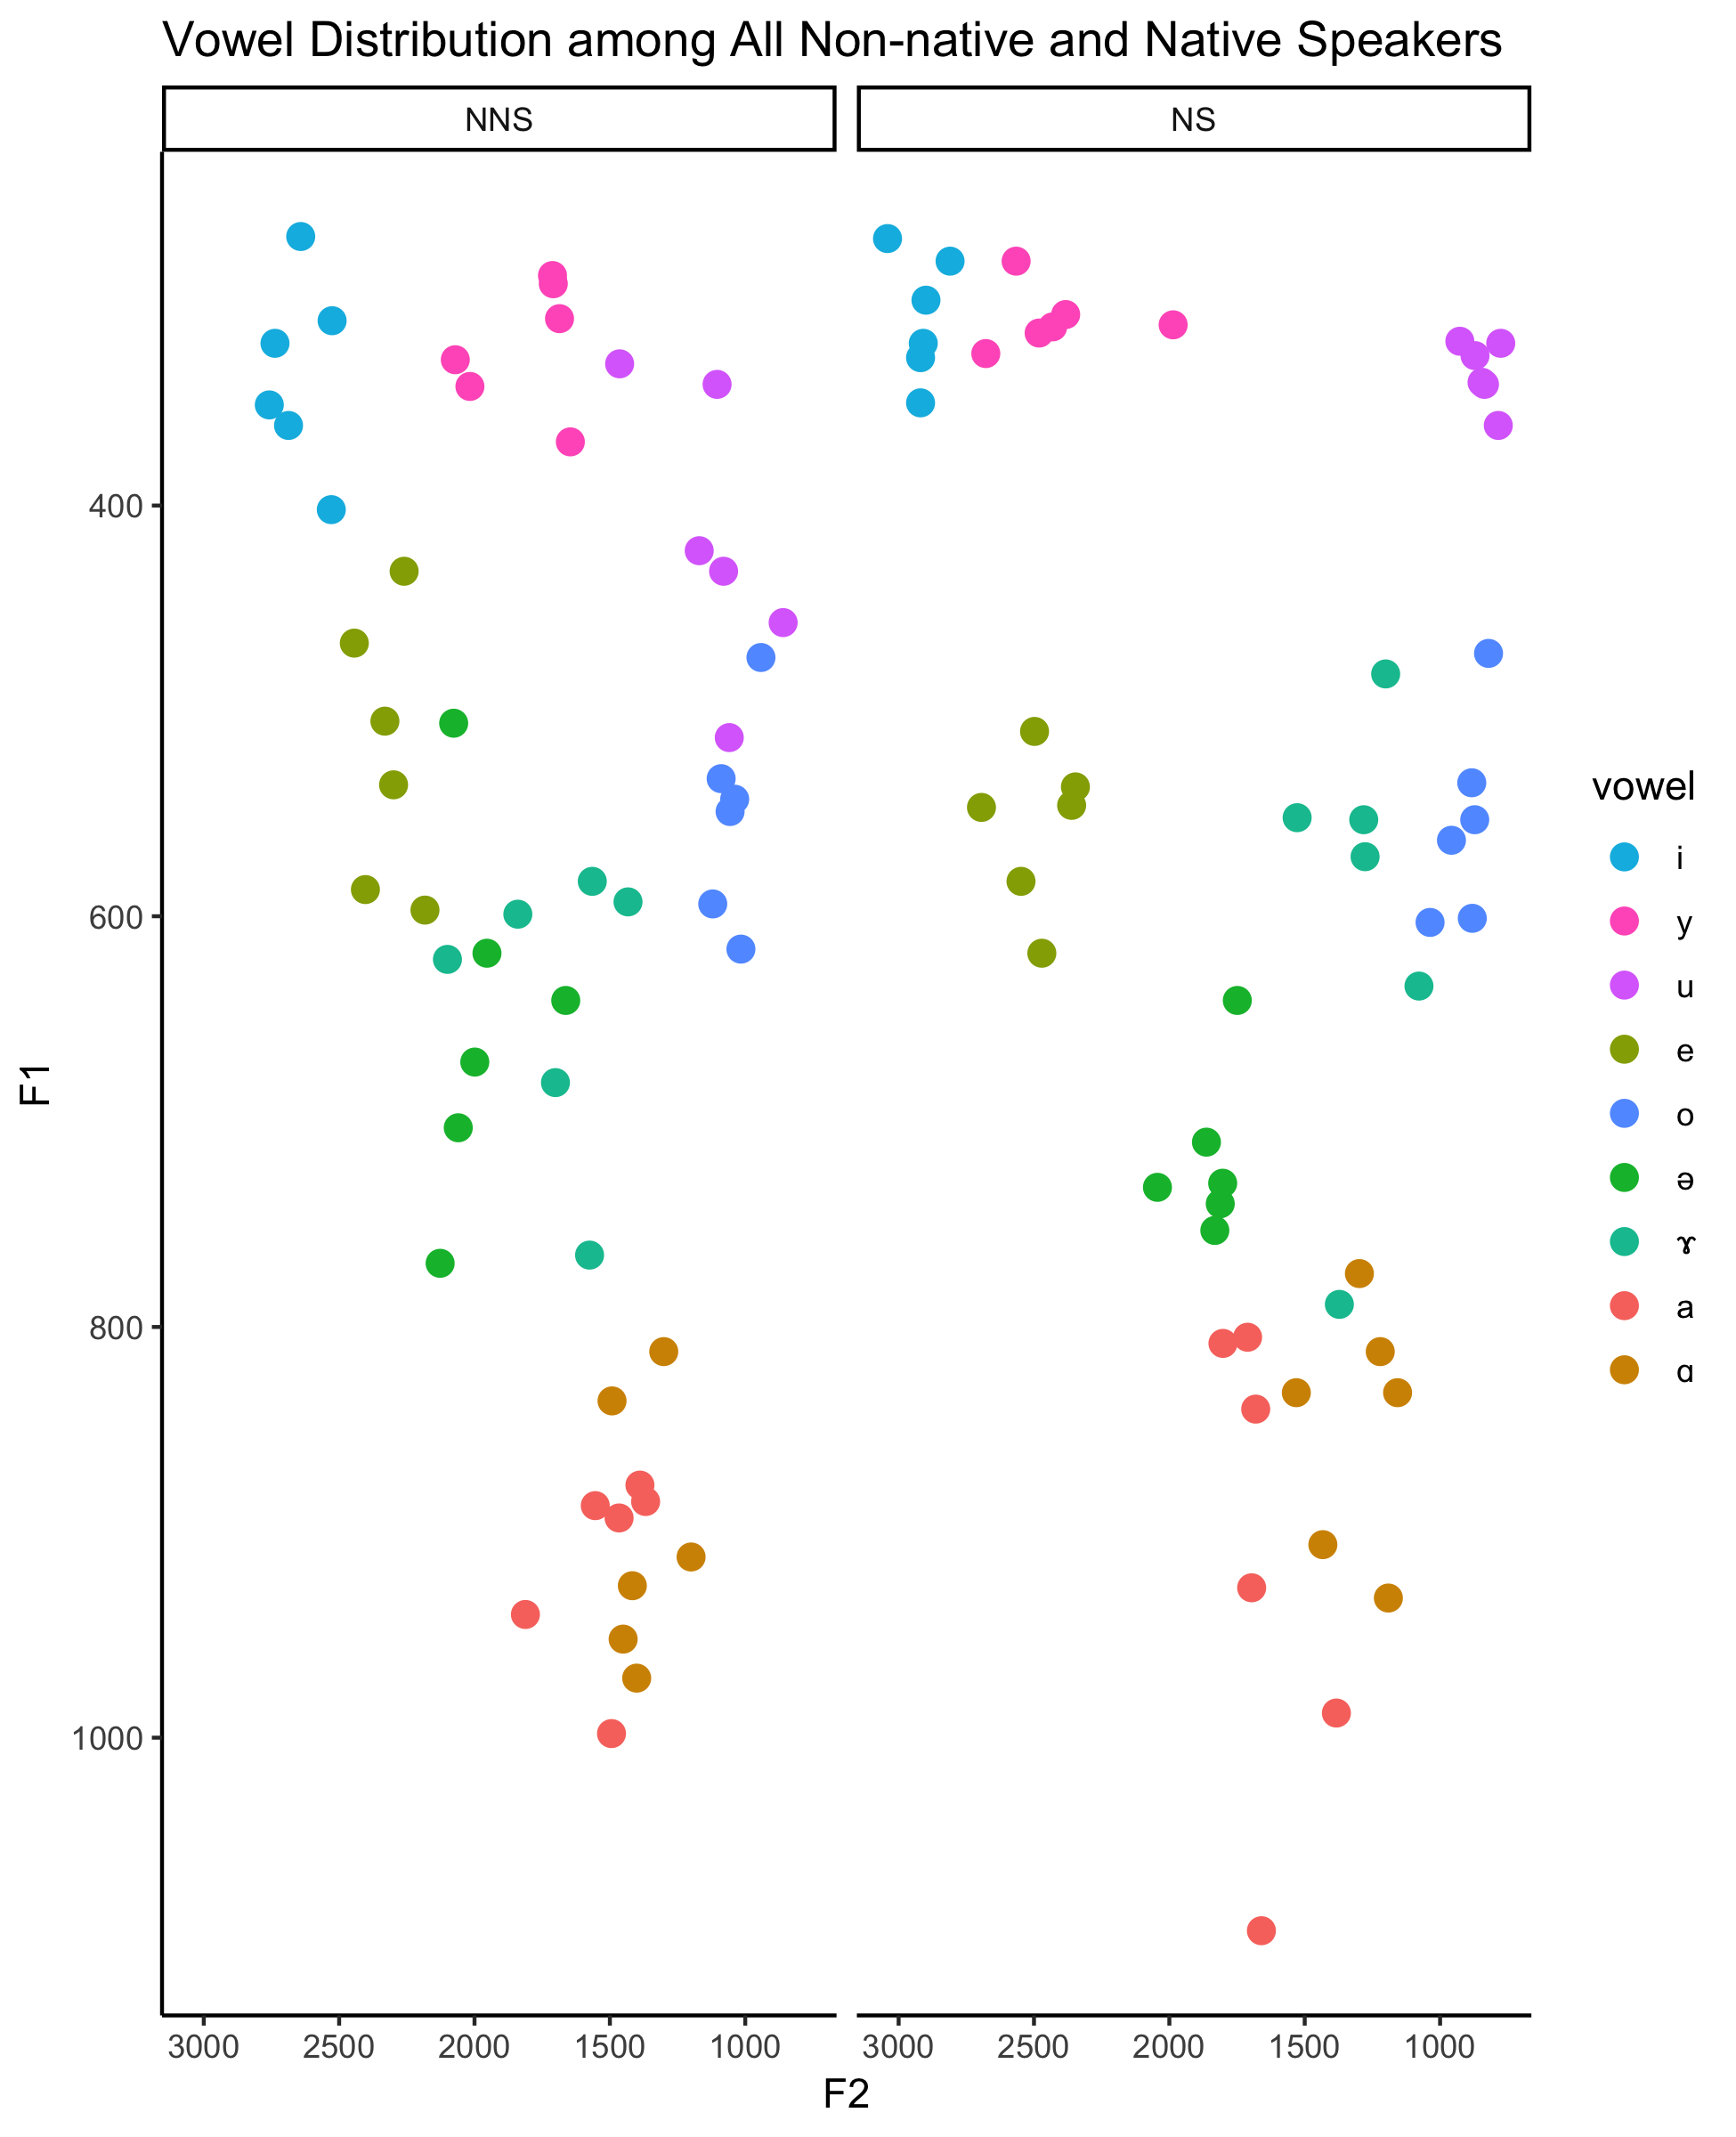 Vowel Distribution among All Non-native and Native Speakers
NNS
NS
400
600
800
1000
F1
3000
2500
2000
1500
1000
3000
2500
2000
1500
1000
F2
vowel
i
y
u
e
o
ə
ɤ
a
ɑ